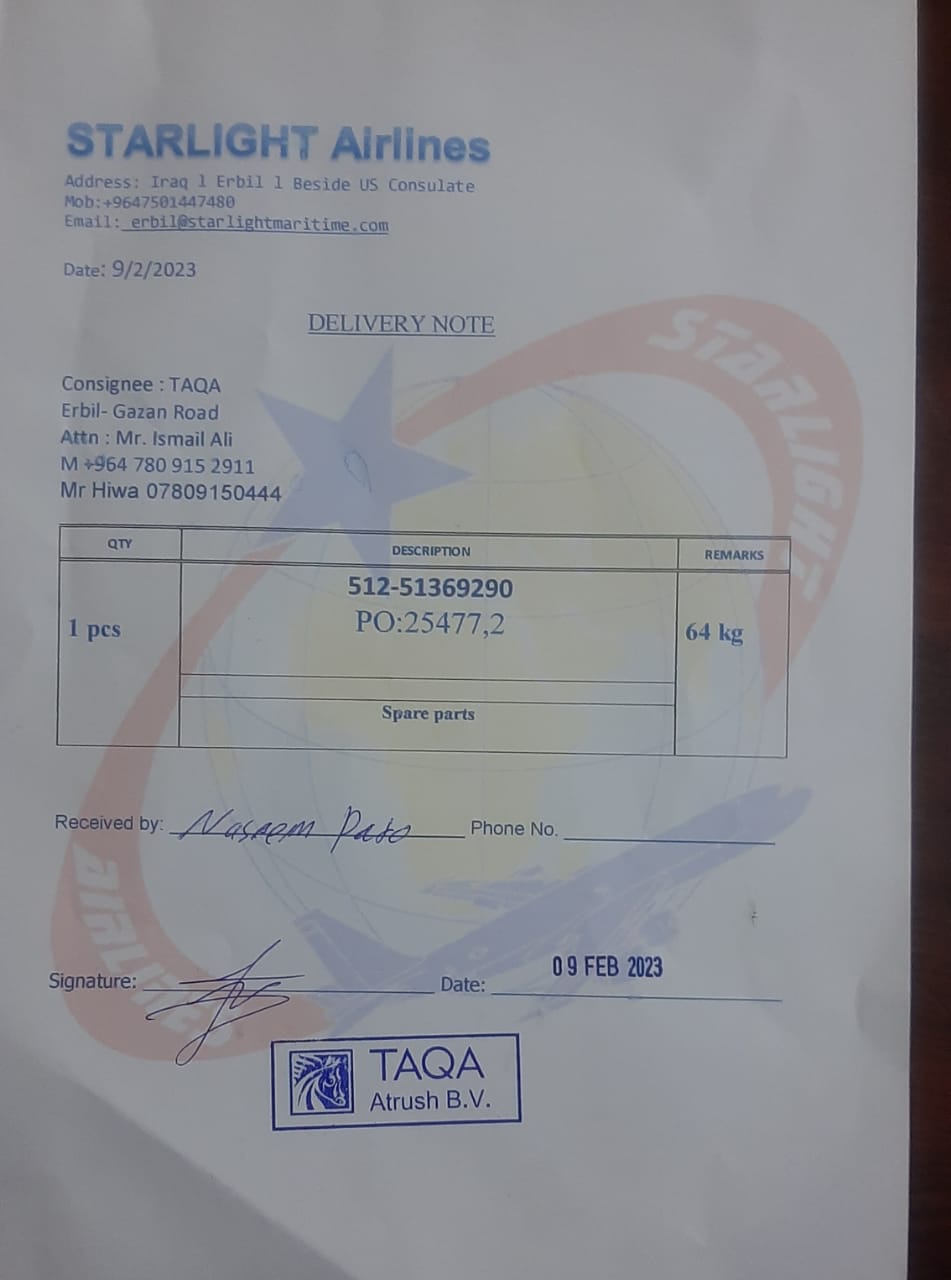 STARLIGHT Airlines
Address: Iraq l Erbil l Beside US Consulate
Mob:+9647501447480
Email: erbil@starlightmaritime.com
Date: 9/2/2023
DELIVERY NOTE
STARLIGHT
Consignee : TAQA
Erbil- Gazan Road
Attn : Mr. Ismail Ali
M +964 780 915 2911
Mr Hiwa 07809150444
QTY DESCRIPTION REMARKS
512-51369290
1 pcs PO:25477,2 64 kg
Spare parts
Received by: Naseem Phone No.
AIRLINE
Signature: Date: 09 FEB 2023
TAQA
Atrush B.V.